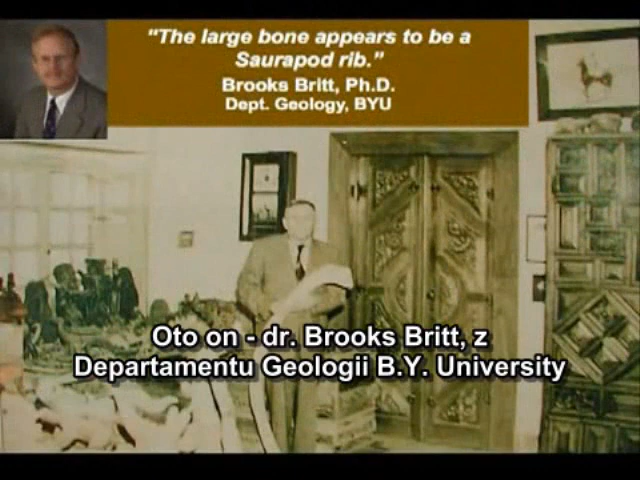 “The large bone appears to be a
Saurapod rib.”
Brooks Britt, Ph.D.
Dept. Geology, BYU
Oto on - dr. Brooks Britt, z
Departamentu Geologii B.Y. University